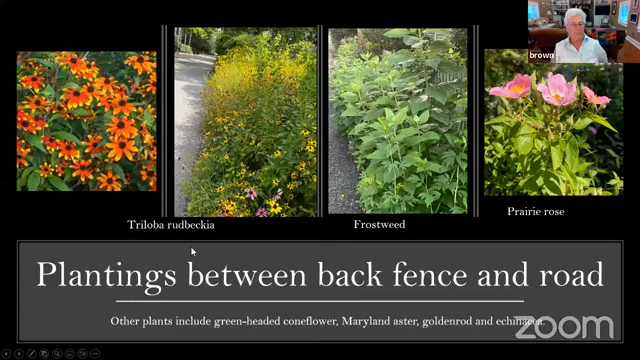 brown
Triloba rudbeckia
Frostweed
Prairie rose
Plantings between back fence and road
Other plants include green-headed coneflower, Maryland aster, goldenrod and echinacea.
zoom